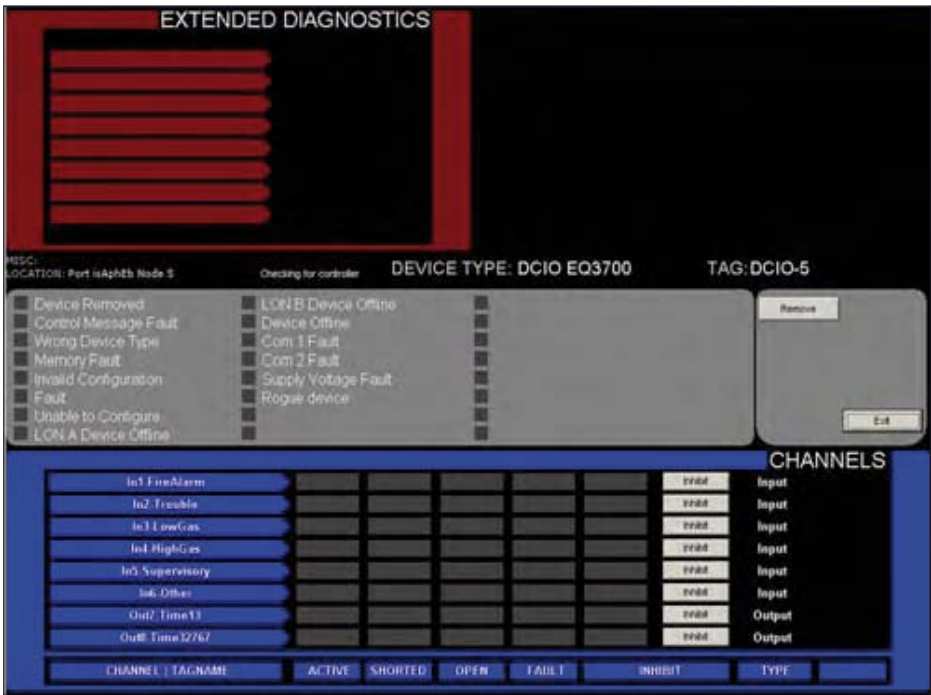 EXTENDED DIAGNOSTICS
MISC:
LOCATION: Port isAphEb Node 5
Checking for controller
DEVICE TYPE: DCIO EQ3700
TAG: DCIO-5
Device Removed
Control Message Fault
Wrong Device Type
Memory Fault
Invalid Configuration
Fault
Unable to Configure
LON A Device Offline
LON B Device Offline
Device Offline
Com 1 Fault
Com 2 Fault
Supply Voltage Fault
Rogue device
Remove
Exit
CHANNELS
In1-FireAlarm Inhibit Input
In2-Trouble Inhibit Input
In3-LowGas Inhibit Input
In4-HighGas Inhibit Input
In5-Supervisory Inhibit Input
In6-Other Inhibit Input
Out7-Time13 Inhibit Output
Out8-Time32767 Inhibit Output
CHANNEL | TAGNAME ACTIVE SHORTED OPEN FAULT INHIBIT TYPE